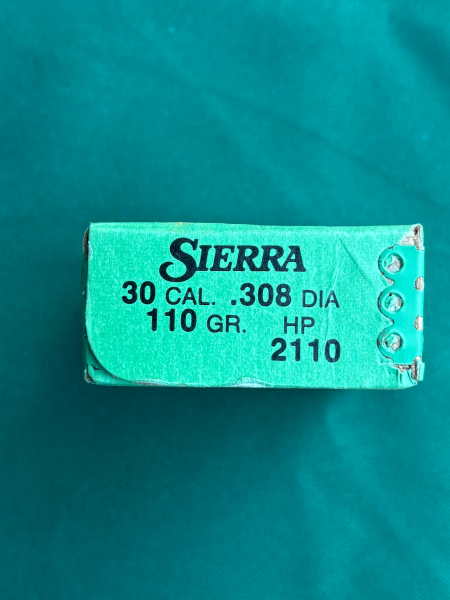 SIERRA
30 CAL. .308 DIA
110 GR. HP
2110